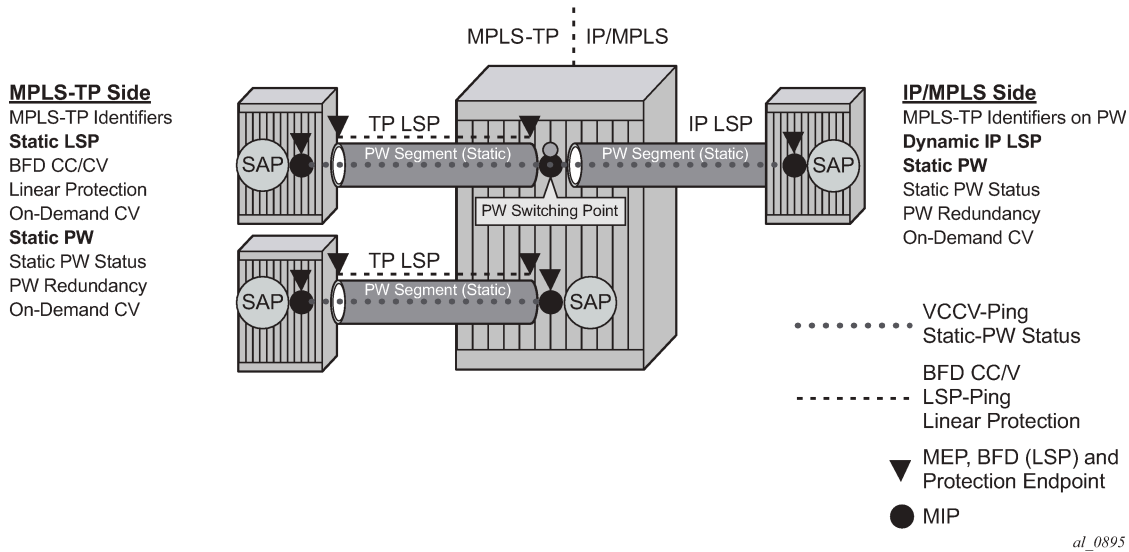 MPLS-TP IP/MPLS
MPLS-TP Side
MPLS-TP Identifiers
Static LSP
BFD CC/CV
Linear Protection
On-Demand CV
Static PW
Static PW Status
PW Redundancy
On-Demand CV
TP LSP
IP LSP
SAP
PW Segment (Static)
PW Segment (Static)
SAP
PW Switching Point
TP LSP
SAP
PW Segment (Static)
SAP
IP/MPLS Side
MPLS-TP Identifiers on PW
Dynamic IP LSP
Static PW
Static PW Status
PW Redundancy
On-Demand CV
VCCV-Ping
Static-PW Status
BFD CC/V
LSP-Ping
Linear Protection
MEP, BFD (LSP) and
Protection Endpoint
MIP
al_0895